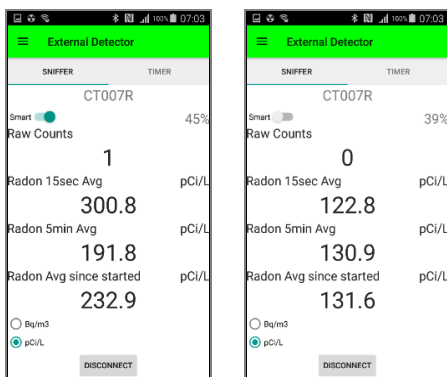 100% 07:03
External Detector
SNIFFER TIMER
CT007R
Smart 45%
Raw Counts
1
Radon 15sec Avg pCi/L
300.8
Radon 5min Avg pCi/L
191.8
Radon Avg since started pCi/L
232.9
Bq/m3
pCi/L
DISCONNECT
100% 07:03
External Detector
SNIFFER TIMER
CT007R
Smart 39%
Raw Counts
0
Radon 15sec Avg pCi/L
122.8
Radon 5min Avg pCi/L
130.9
Radon Avg since started pCi/L
131.6
Bq/m3
pCi/L
DISCONNECT